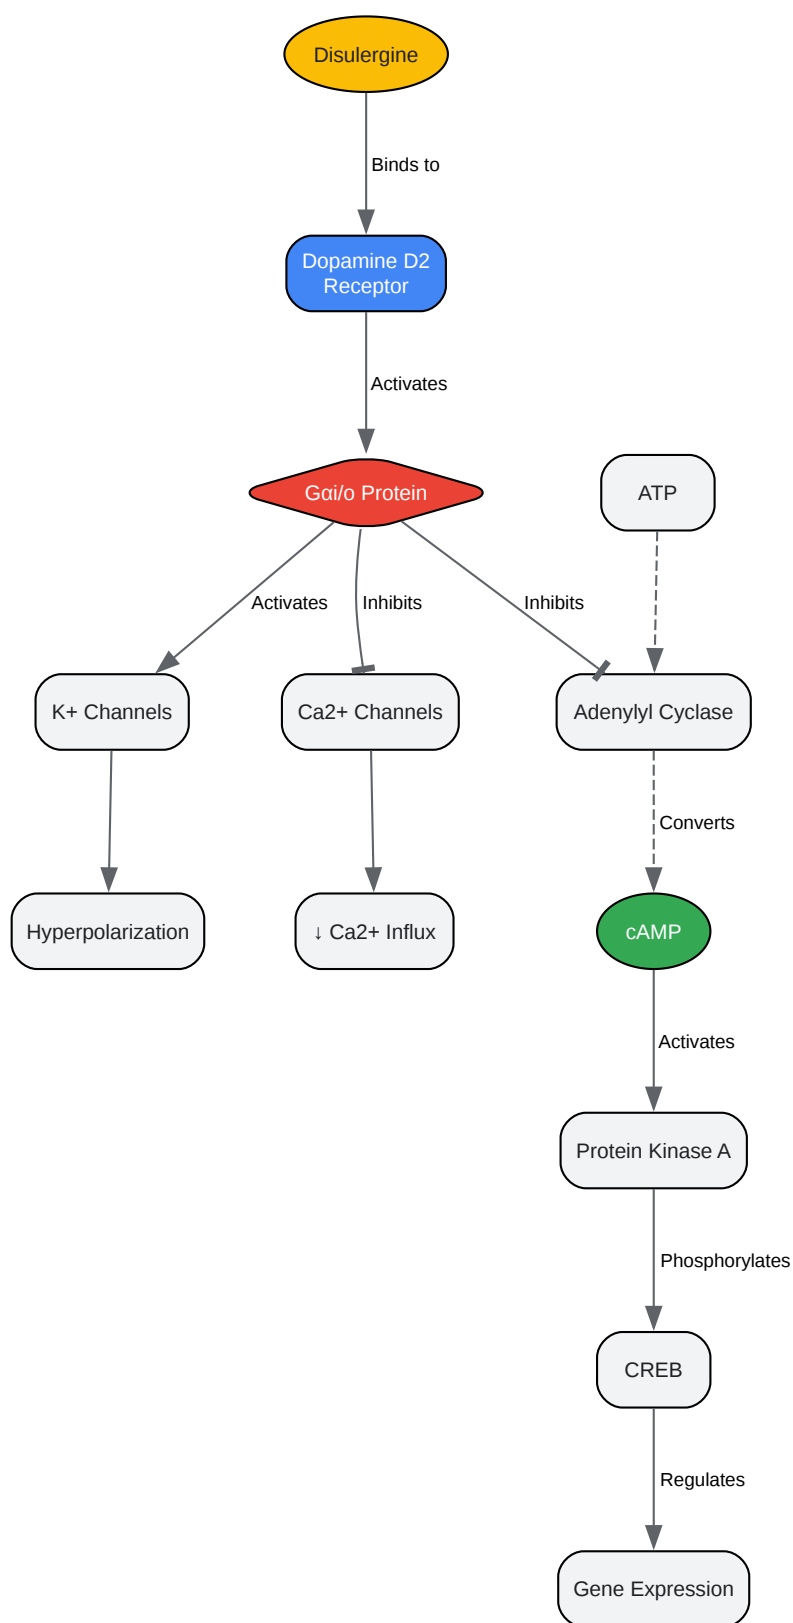 Disulergine
Binds to
Dopamine D2
Receptor
Activates
Gαi/o Protein
ATP
Activates
Inhibits
Inhibits
K+ Channels
Ca2+ Channels
Adenylyl Cyclase
Converts
Hyperpolarization
↓ Ca2+ Influx
cAMP
Activates
Protein Kinase A
Phosphorylates
CREB
Regulates
Gene Expression